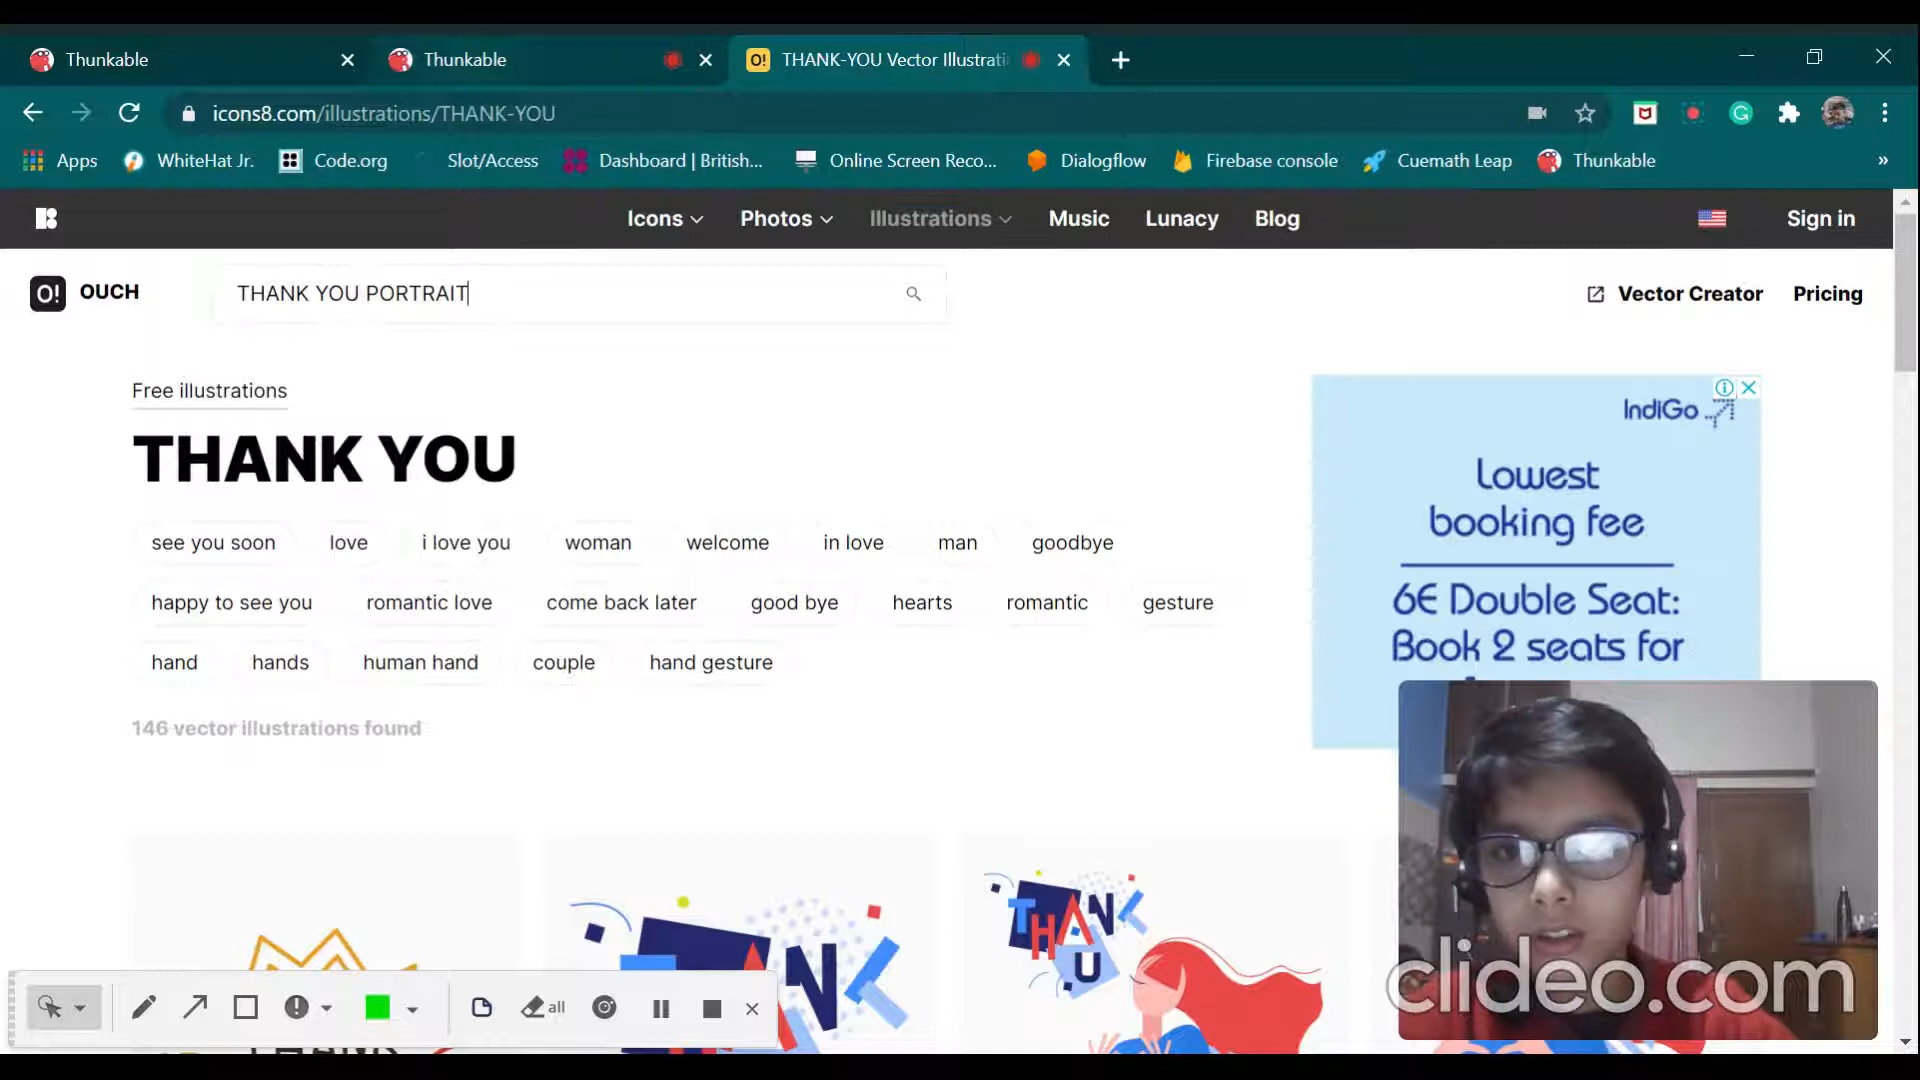 Thunkable
Thunkable
THANK-YOU Vector Illustrati
icons8.com/illustrations/THANK-YOU
Apps
WhiteHat Jr.
Code.org
Slot/Access
Dashboard | British...
Online Screen Reco...
Dialogflow
Firebase console
Cuemath Leap
Thunkable
»
Icons
Photos
Illustrations
Music
Lunacy
Blog
Sign in
O! OUCH
THANK YOU PORTRAIT
Vector Creator
Pricing
Free illustrations
THANK YOU
see you soon love i love you woman welcome in love man goodbye
happy to see you romantic love come back later good bye hearts romantic gesture
hand hands human hand couple hand gesture
146 vector illustrations found
IndiGo
Lowest
booking fee
6E Double Seat:
Book 2 seats for
THANK
THANK
U
all
clideo.com